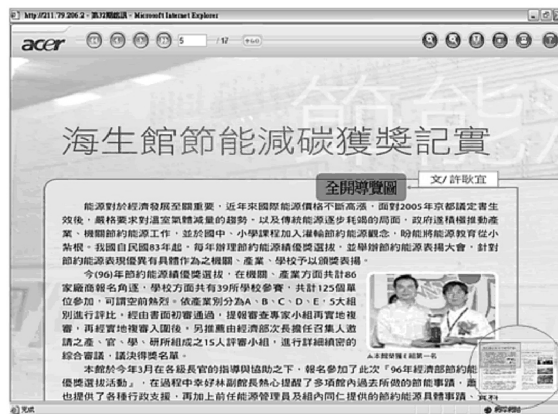 http://211.79.206.2 - 第32期館訊 - Microsoft Internet Explorer
acer
5 / 17
海生館節能減碳獲獎記實
全開導覽圖
文/ 許耿宜
能源對於經濟發展至關重要，近年來國際能源價格不斷高漲，面對2005年京都議定書生
效後，嚴格要求對溫室氣體減量的趨勢，以及傳統能源逐步耗竭的局面，政府遂積極推動產
業、機關節約能源工作，並於國中、小學課程加入灌輸節約能源觀念，盼能將能源教育從小
紮根。我國自民國83年起，每年辦理節約能源績優獎選拔，並舉辦節約能源表揚大會，針對
節約能源表現優異有具體作為之機關、產業、學校予以頒獎表揚。
今(96)年節約能源績優獎選拔，在機關、產業方面共計86
家廠商報名角逐，學校方面共有39所學校參賽，共計125個單
位參加，可謂空前熱烈。依產業別分為A、B、C、D、E，5大組
別進行評比，經由書面初審通過，提報審查專家小組再實地複
審，再經實地複審入圍後，另推薦由經濟部次長擔任召集人邀
請之產、官、學、研所組成之15人評審小組，進行詳細縝密的
綜合審議，議決得獎名單。
▲本館榮獲E組第一名
本館於今年3月在各級長官的指導與協助之下，報名參加了此次「96年經濟部節約能
優獎選拔活動」，在過程中幸好林副館長熱心提醒了多項館內過去所做的節能事蹟，
也提供了各種行政支援，再加上前任能源管理員及組內同仁提供的節約能源具體事蹟、資料
完成
網際網路